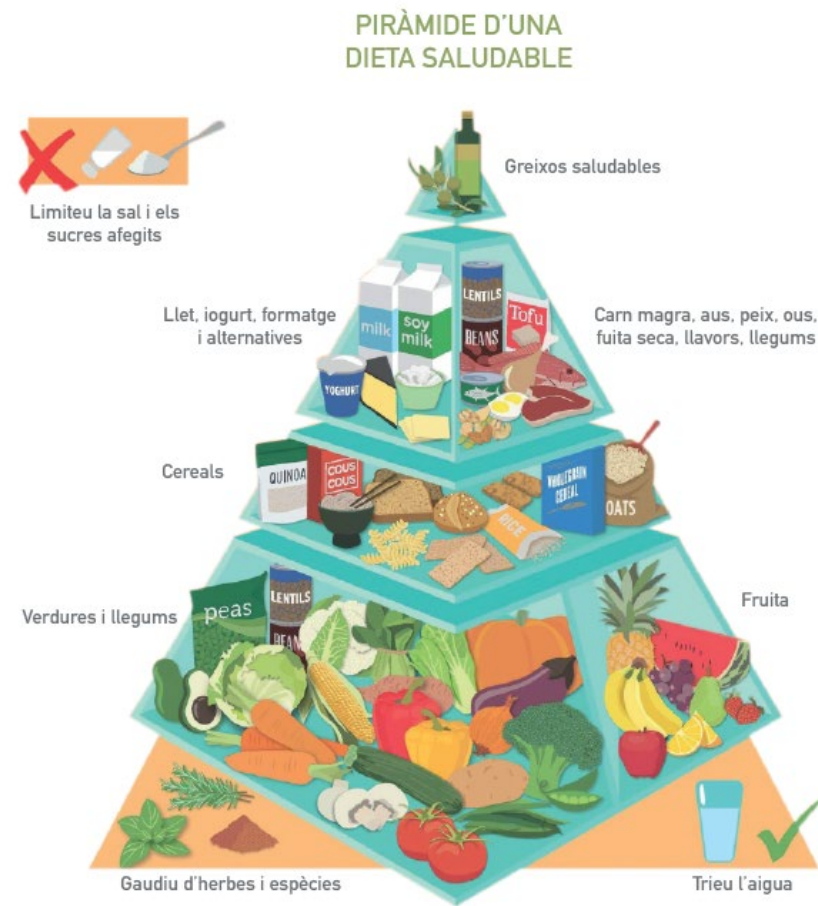 PIRÀMIDE D'UNA
DIETA SALUDABLE
Greixos saludables
Limiteu la sal i els
sucres afegits
Llet, iogurt, formatge
i alternatives
milk
soy
milk
YOGHURT
LENTILS
BEANS
Tofu
Carn magra, aus, peix, ous,
fuita seca, llavors, llegums
Cereals
QUINOA
COUS
COUS
RICE
WHOLEGRAIN
CEREAL
OATS
Verdures i llegums
peas
LENTILS
BEAN
Fruita
Gaudiu d'herbes i espècies
Trieu l'aigua